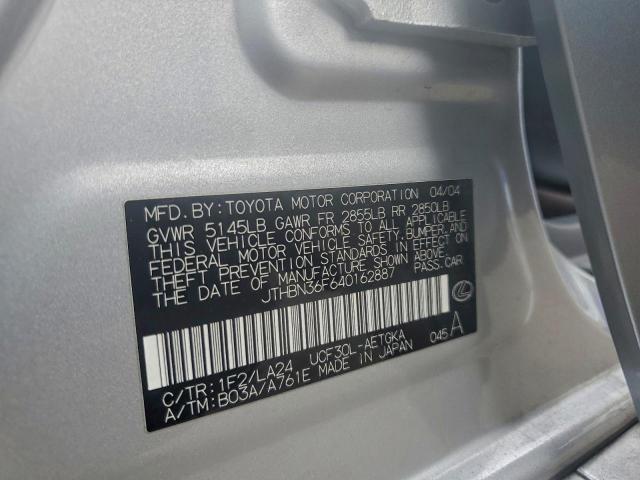 MFD. BY: TOYOTA MOTOR CORPORATION 04/04
GVWR 5145LB GAWR FR 2855LB RR 2850LB
THIS VEHICLE CONFORMS TO ALL APPLICABLE
FEDERAL MOTOR VEHICLE SAFETY, BUMPER, AND
THEFT PREVENTION STANDARDS IN EFFECT ON
THE DATE OF MANUFACTURE SHOWN ABOVE.
JTHBN36F640162887 PASS. CAR
UCF30L-AETGKA 045 A
C/TR: 1F2/LA24
A/TM: B03A/A761E MADE IN JAPAN